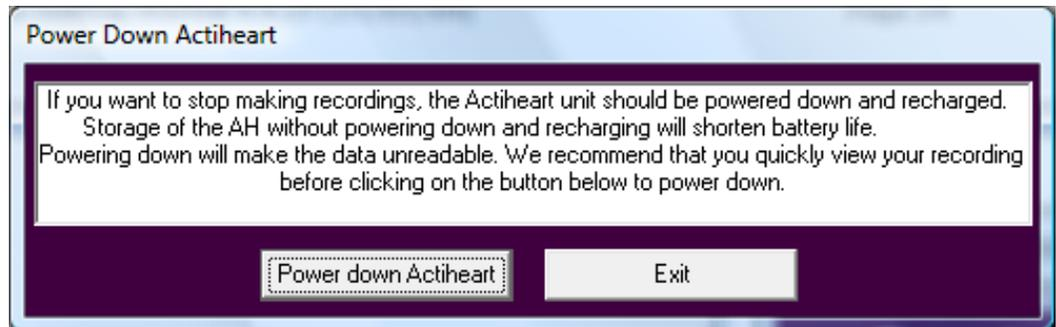 Power Down Actiheart
If you want to stop making recordings, the Actiheart unit should be powered down and recharged.
Storage of the AH without powering down and recharging will shorten battery life.
Powering down will make the data unreadable. We recommend that you quickly view your recording
before clicking on the button below to power down.
Power down Actiheart
Exit